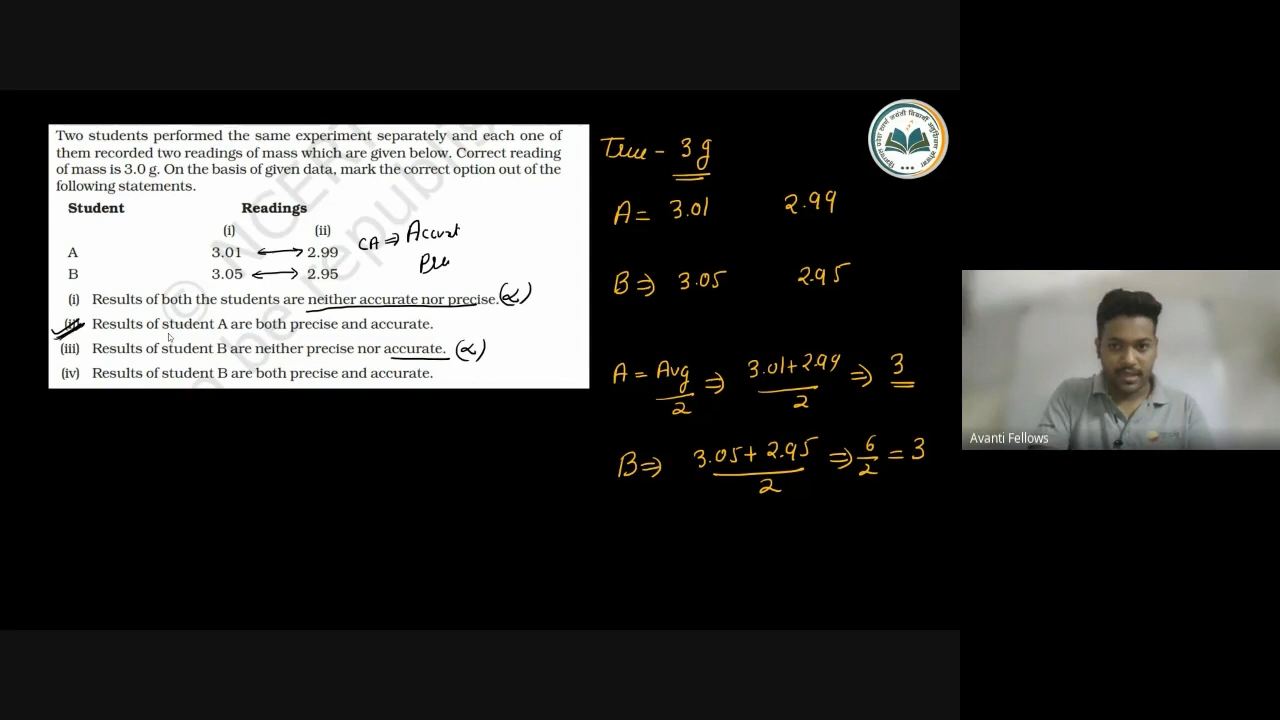 Two students performed the same experiment separately and each one of
them recorded two readings of mass which are given below. Correct reading
of mass is 3.0 g. On the basis of given data, mark the correct option out of the
following statements.
Student Readings
(i) (ii)
A 3.01 2.99
B 3.05 2.95
(i) Results of both the students are neither accurate nor precise. (x)
Results of student A are both precise and accurate.
(iii) Results of student B are neither precise nor accurate. (x)
(iv) Results of student B are both precise and accurate.
CA ⇒ Accurat
Pre
True - 3 g
A = 3.01 2.99
B ⇒ 3.05 2.95
A = Avg/2 ⇒ 3.01+2.99/2 ⇒ 3
B ⇒ 3.05+2.95/2 ⇒ 6/2 = 3
Avanti Fellows